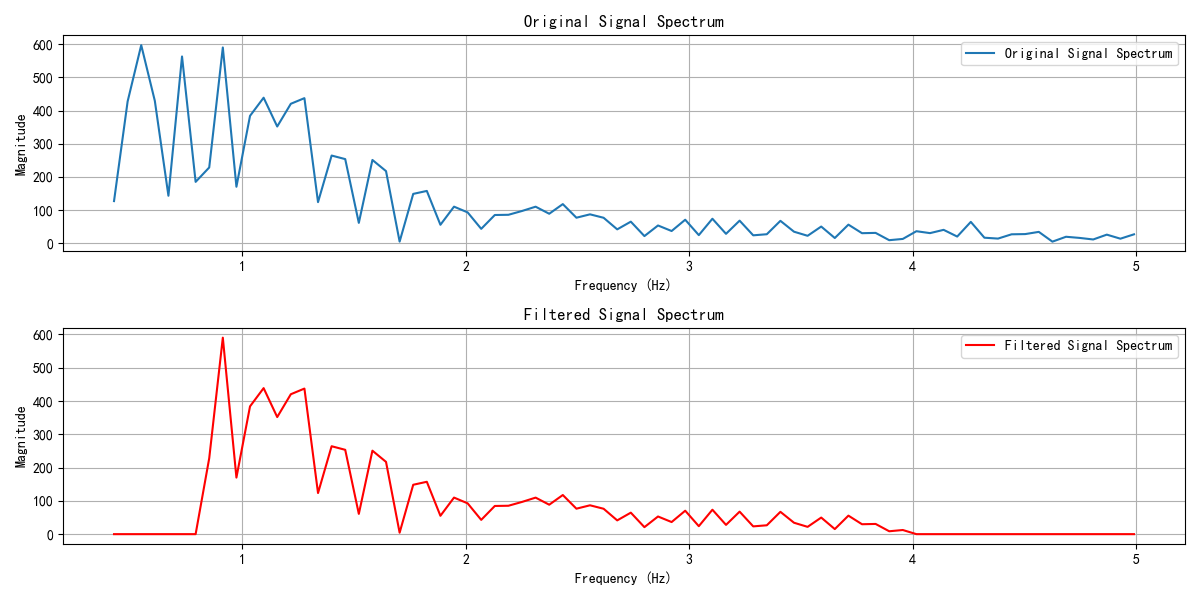 Original Signal Spectrum
Original Signal Spectrum
600
500
400
300
200
100
0
Magnitude
1 2 3 4 5
Frequency (Hz)
Filtered Signal Spectrum
Filtered Signal Spectrum
600
500
400
300
200
100
0
Magnitude
1 2 3 4 5
Frequency (Hz)